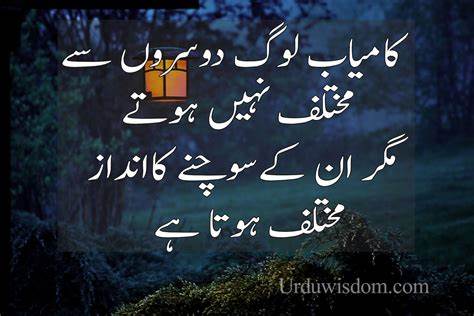 کامیاب لوگ دوسروں سے
مختلف نہیں ہوتے
مگر ان کے سوچنے کا انداز
مختلف ہوتا ہے
Urduwisdom.com